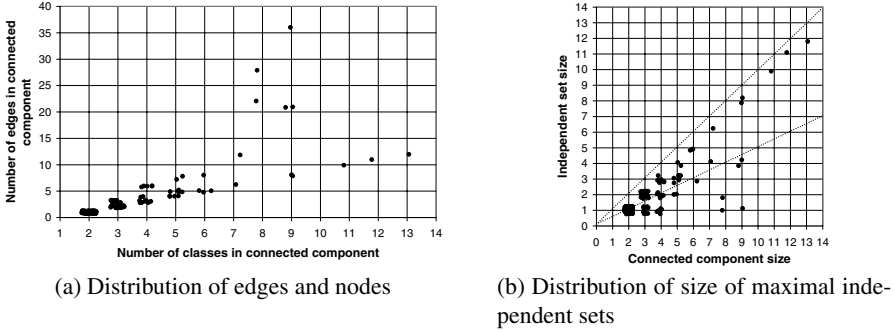 40
35
30
25
20
15
10
5
0
1 2 3 4 5 6 7 8 9 10 11 12 13 14
Number of edges in connected
component
Number of classes in connected component
(a) Distribution of edges and nodes
14
13
12
11
10
9
8
7
6
5
4
3
2
1
0
0 1 2 3 4 5 6 7 8 9 10 11 12 13 14
Independent set size
Connected component size
(b) Distribution of size of maximal inde-
pendent sets